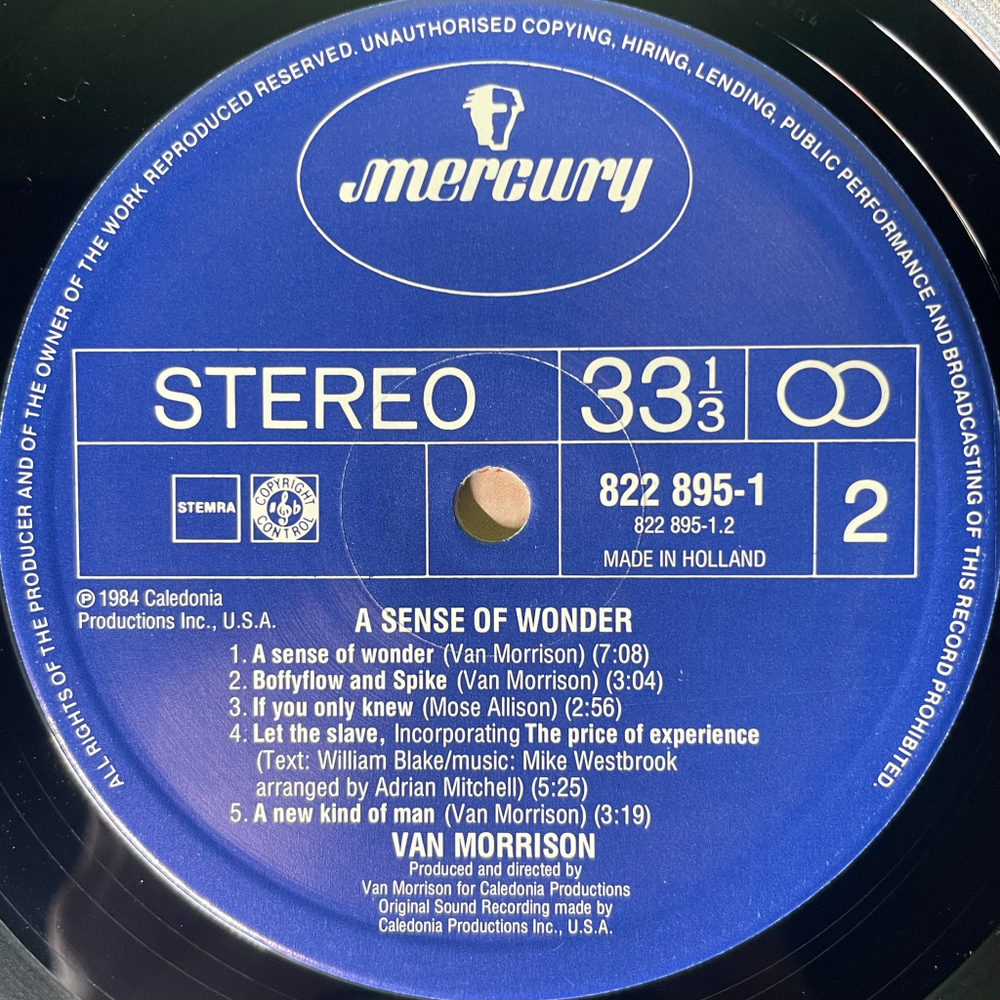 ALL RIGHTS OF THE PRODUCER AND OF THE OWNER OF THE WORK REPRODUCED RESERVED. UNAUTHORISED COPYING, HIRING, LENDING, PUBLIC PERFORMANCE AND BROADCASTING OF THIS RECORD PROHIBITED.
mercury
STEREO 33 1/3
STEMRA
COPYRIGHT CONTROL
822 895-1
822 895-1.2
MADE IN HOLLAND
2
℗ 1984 Caledonia
Productions Inc., U.S.A.
A SENSE OF WONDER
1. A sense of wonder (Van Morrison) (7:08)
2. Boffyflow and Spike (Van Morrison) (3:04)
3. If you only knew (Mose Allison) (2:56)
4. Let the slave, Incorporating The price of experience
(Text: William Blake/music: Mike Westbrook
arranged by Adrian Mitchell) (5:25)
5. A new kind of man (Van Morrison) (3:19)
VAN MORRISON
Produced and directed by
Van Morrison for Caledonia Productions
Original Sound Recording made by
Caledonia Productions Inc., U.S.A.